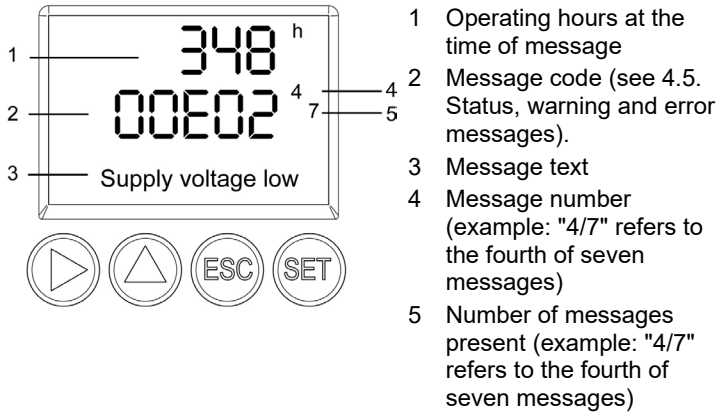 348 h
1
4 4
2 00E02
7 5
3 Supply voltage low
ESC SET
1 Operating hours at the
time of message
2 Message code (see 4.5.
Status, warning and error
messages).
3 Message text
4 Message number
(example: "4/7" refers to
the fourth of seven
messages)
5 Number of messages
present (example: "4/7"
refers to the fourth of
seven messages)